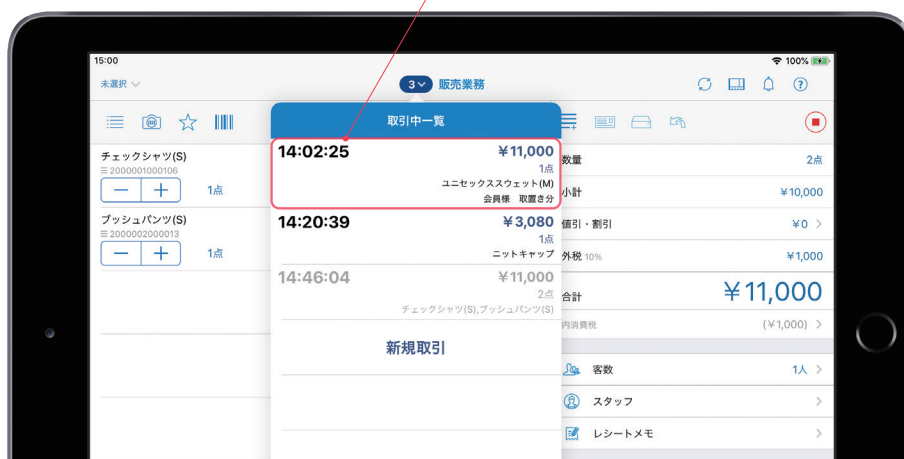 15:00
100%
未選択
3 販売業務
取引中一覧
チェックシャツ(S)
2000001000106
1点
プッシュパンツ(S)
2000002000013
1点
14:02:25 ¥11,000
1点
ユニセックススウェット(M)
会員様 取置き分
14:20:39 ¥3,080
1点
ニットキャップ
14:46:04 ¥11,000
2点
チェックシャツ(S),プッシュパンツ(S)
新規取引
数量 2点
小計 ¥10,000
値引・割引 ¥0
外税 10% ¥1,000
合計 ¥11,000
内消費税 (¥1,000)
客数 1人
スタッフ
レシートメモ